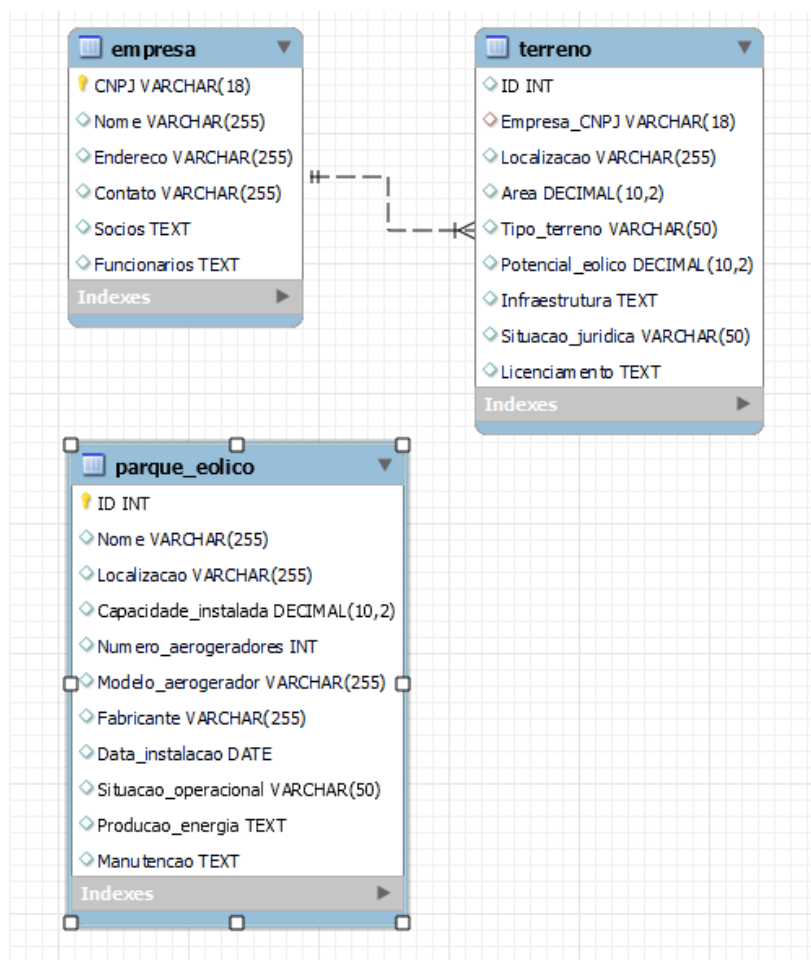 empresa
CNPJ VARCHAR(18)
Nome VARCHAR(255)
Endereco VARCHAR(255)
Contato VARCHAR(255)
Socios TEXT
Funcionarios TEXT
Indexes
terreno
ID INT
Empresa_CNPJ VARCHAR(18)
Localizacao VARCHAR(255)
Area DECIMAL(10,2)
Tipo_terreno VARCHAR(50)
Potencial_eolico DECIMAL(10,2)
Infraestrutura TEXT
Situacao_juridica VARCHAR(50)
Licenciamento TEXT
Indexes
parque_eolico
ID INT
Nome VARCHAR(255)
Localizacao VARCHAR(255)
Capacidade_instalada DECIMAL(10,2)
Numero_aerogeradores INT
Modelo_aerogerador VARCHAR(255)
Fabricante VARCHAR(255)
Data_instalacao DATE
Situacao_operacional VARCHAR(50)
Producao_energia TEXT
Manutencao TEXT
Indexes